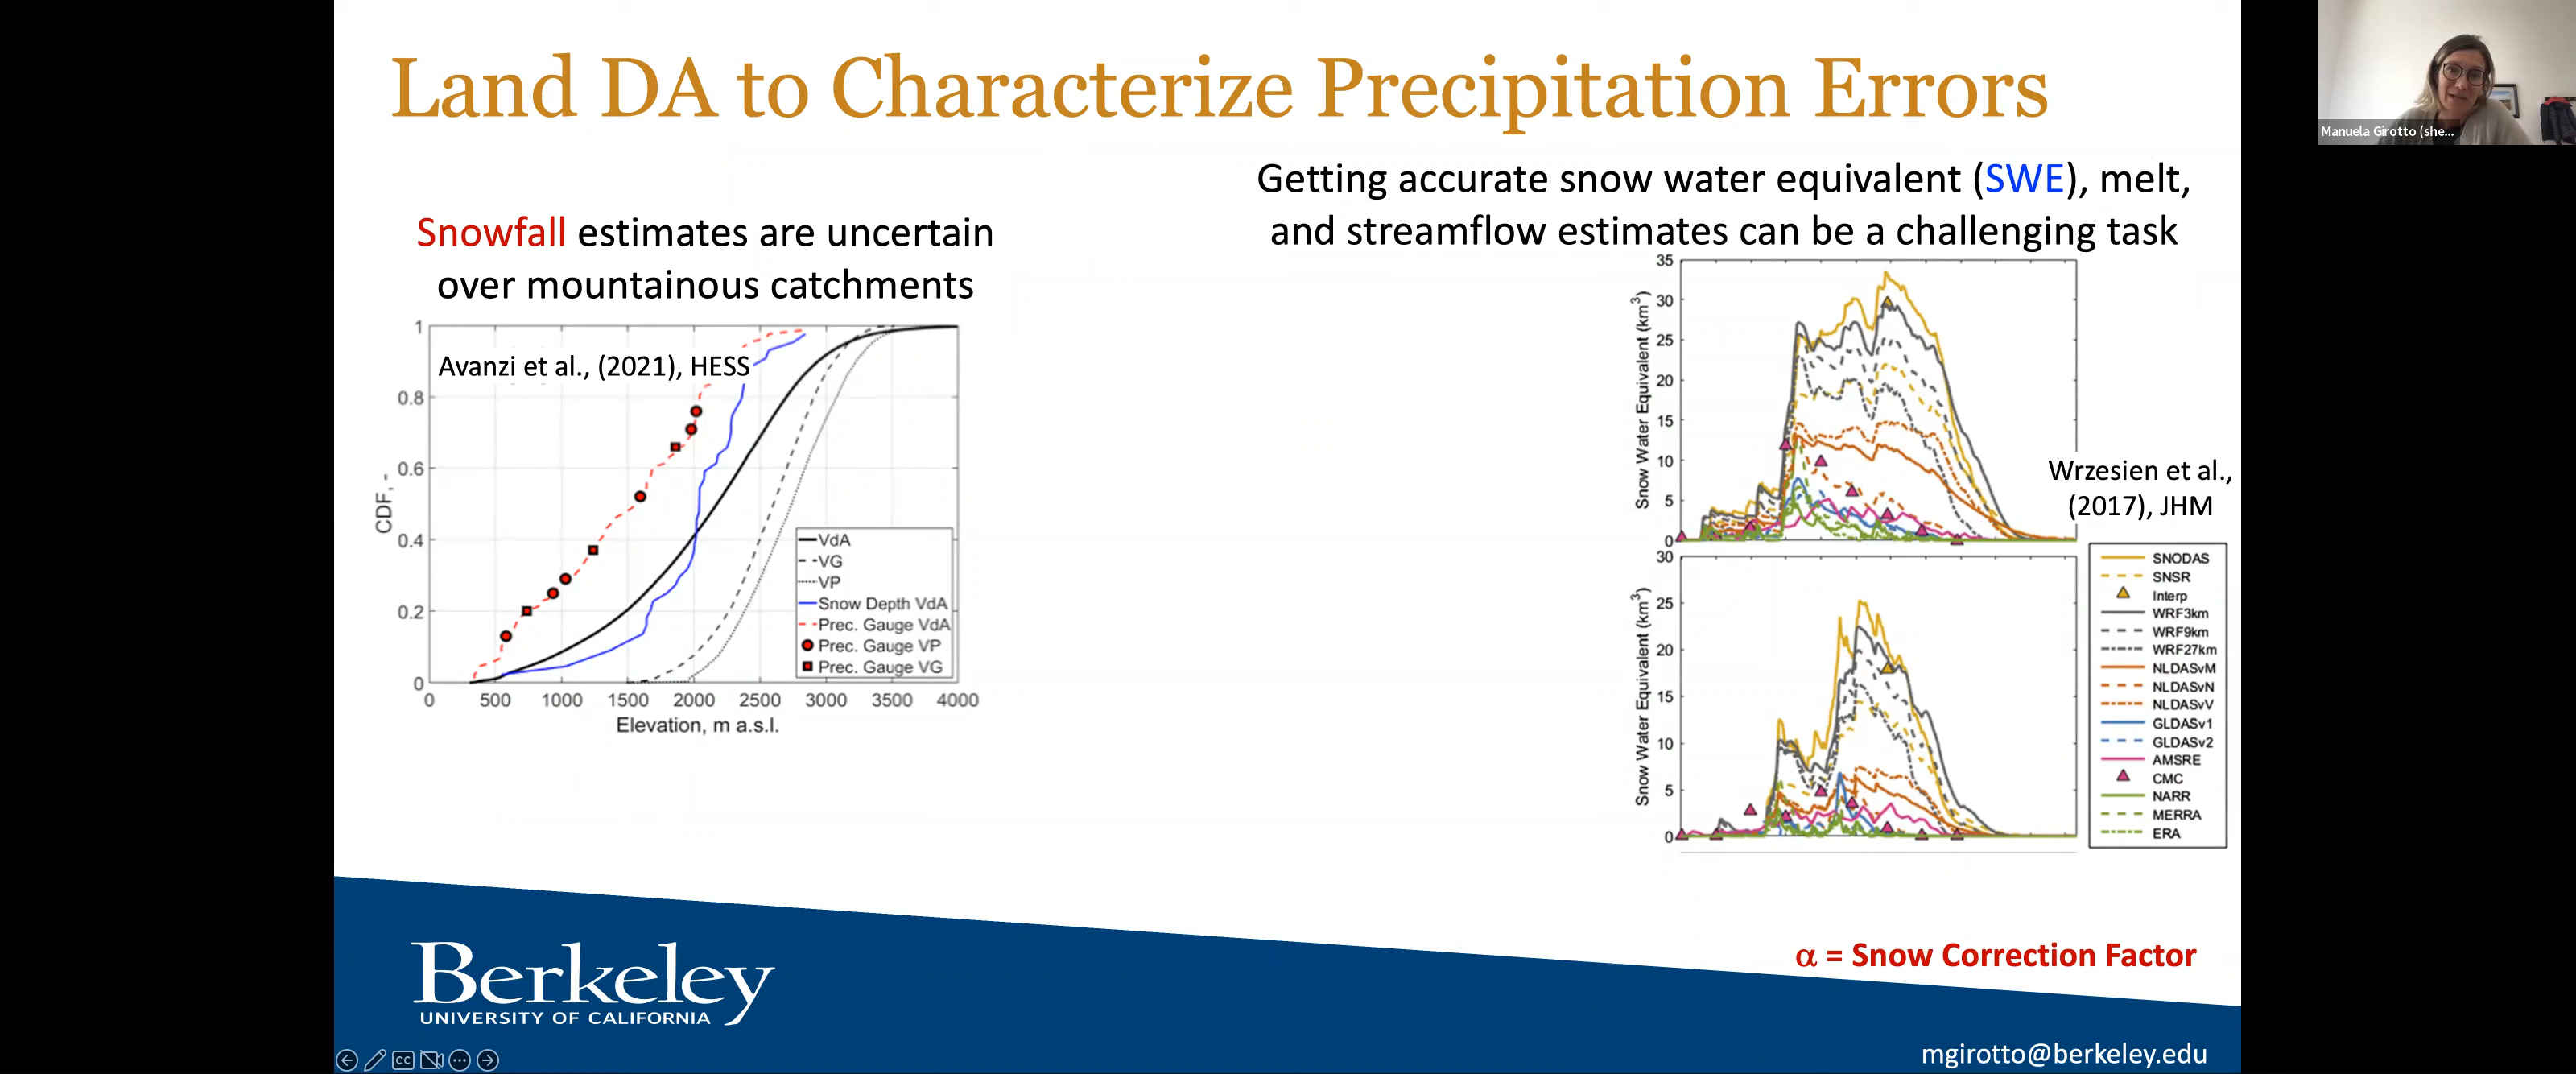 Land DA to Characterize Precipitation Errors
Manuela Girotto (she...
Snowfall estimates are uncertain
over mountainous catchments
Getting accurate snow water equivalent (SWE), melt,
and streamflow estimates can be a challenging task
Avanzi et al., (2021), HESS
1
0.8
0.6
0.4
0.2
0
CDF, -
0 500 1000 1500 2000 2500 3000 3500 4000
Elevation, m a.s.l.
VdA
VG
VP
Snow Depth VdA
Prec. Gauge VdA
Prec. Gauge VP
Prec. Gauge VG
35
30
25
20
15
10
5
0
Snow Water Equivalent (km³)
Wrzesien et al.,
(2017), JHM
30
25
20
15
10
5
0
Snow Water Equivalent (km³)
SNODAS
SNSR
Interp
WRF3km
WRF9km
WRF27km
NLDASvM
NLDASvN
NLDASvV
GLDASv1
GLDASv2
AMSRE
CMC
NARR
MERRA
ERA
α = Snow Correction Factor
Berkeley
UNIVERSITY OF CALIFORNIA
CC
mgirotto@berkeley.edu